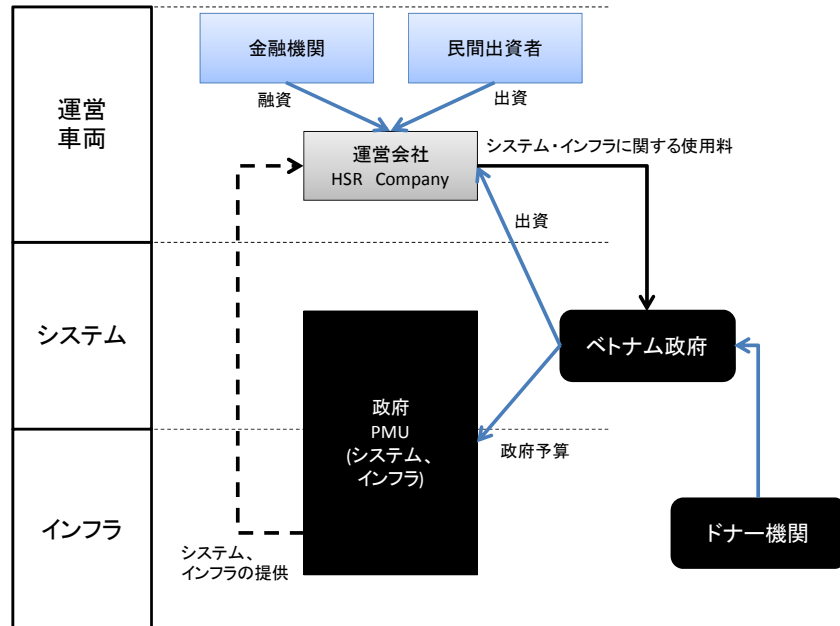 金融機関
民間出資者
融資
出資
運営
車両
運営会社
HSR Company
システム・インフラに関する使用料
出資
システム
ベトナム政府
政府
PMU
(システム、
インフラ)
政府予算
インフラ
ドナー機関
システム、
インフラの提供